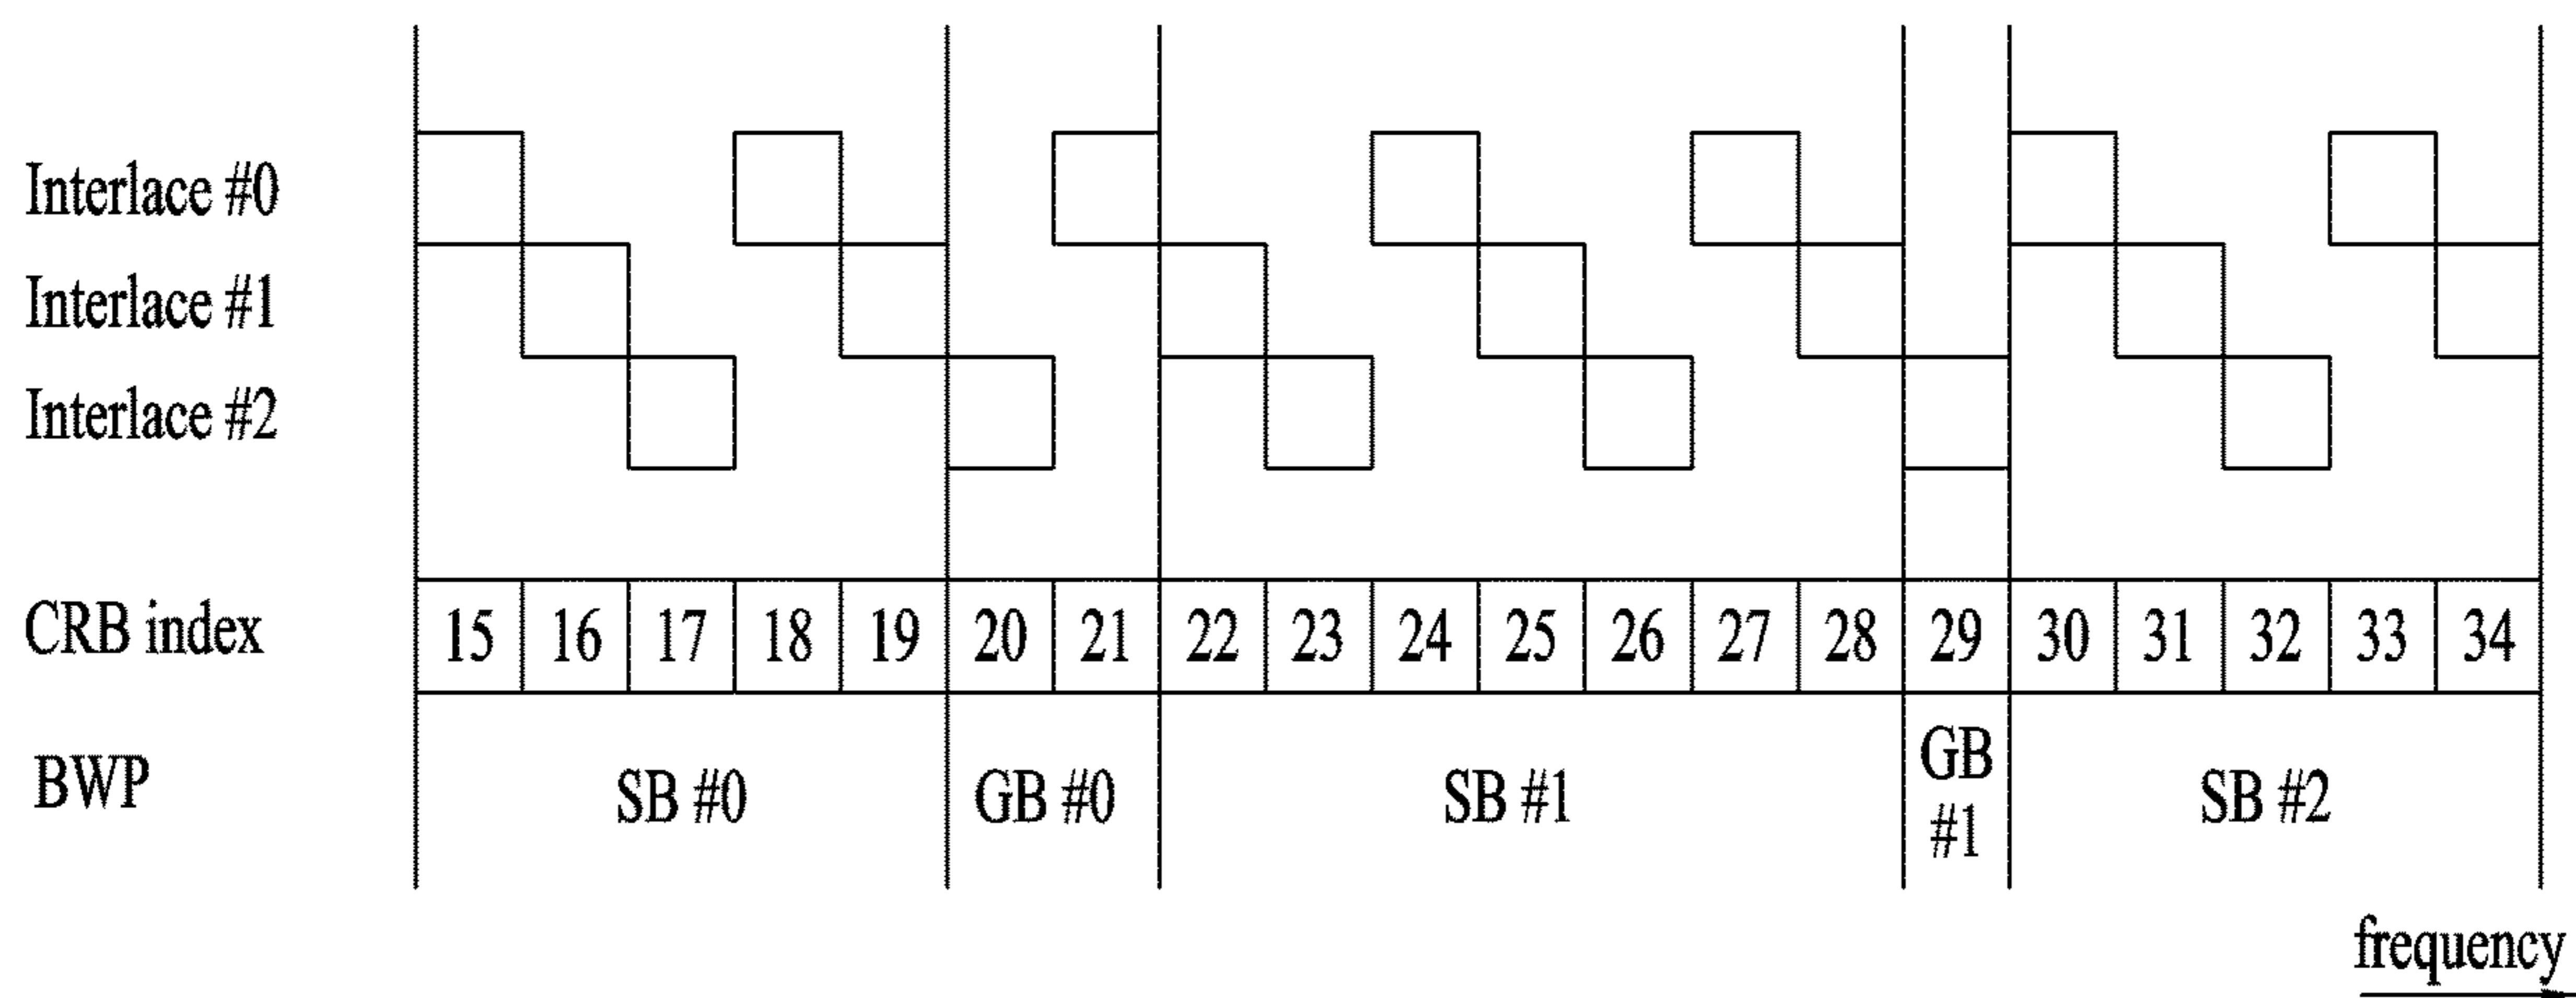 Interlace #0
Interlace #1
Interlace #2
CRB index 15 16 17 18 19 20 21 22 23 24 25 26 27 28 29 30 31 32 33 34
BWP SB #0 GB #0 SB #1 GB #1 SB #2
frequency